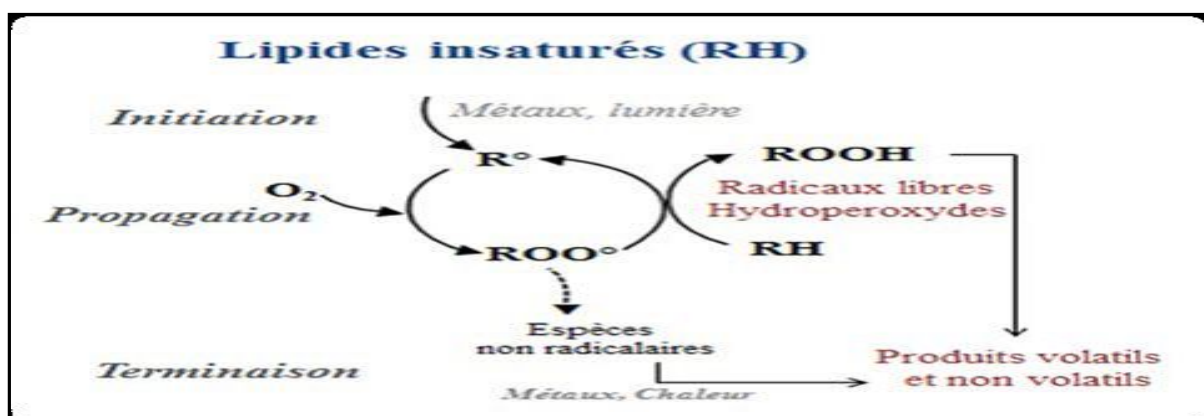 Lipides insaturés (RH)
Initiation
Métaux, lumière
R°
ROOH
O₂
Radicaux libres
Propagation
Hydroperoxydes
ROO°
RH
Espèces
non radicalaires
Produits volatils
et non volatils
Terminaison
Métaux, Chaleur